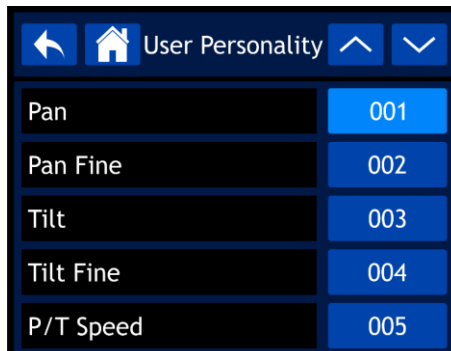 User Personality
Pan 001
Pan Fine 002
Tilt 003
Tilt Fine 004
P/T Speed 005